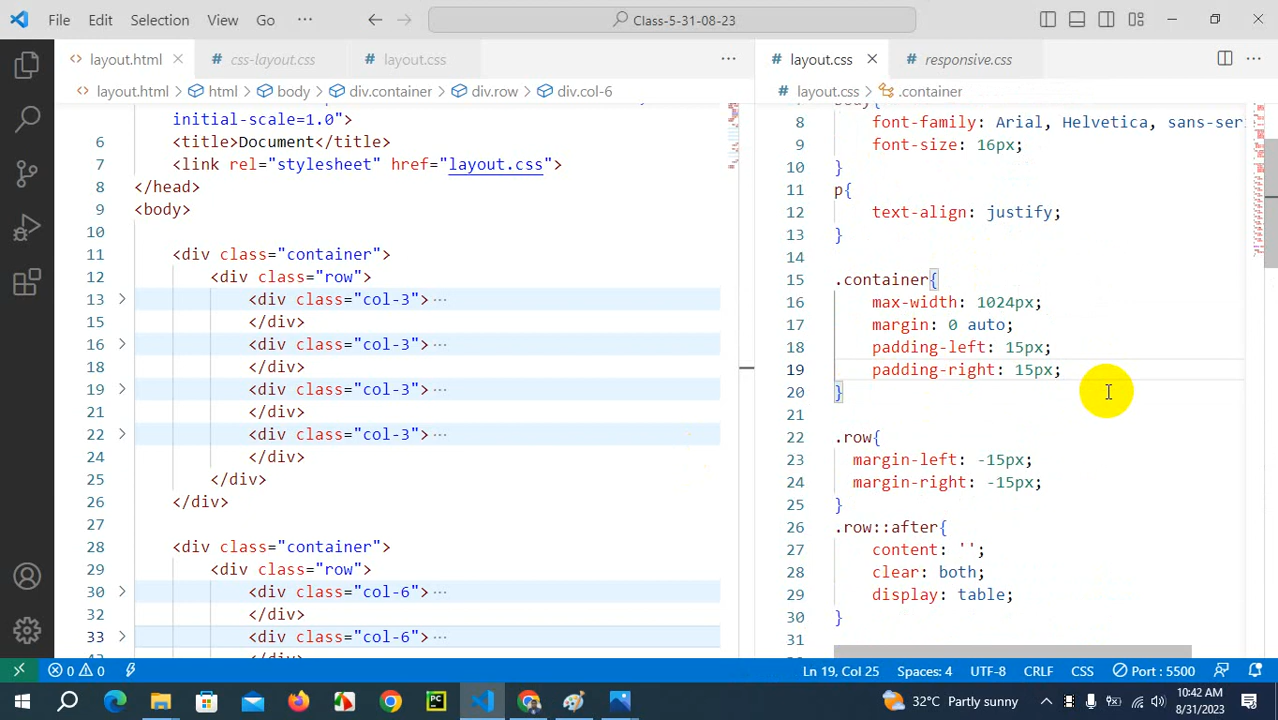 File Edit Selection View Go ··· Class-5-31-08-23
layout.html css-layout.css layout.css ···
layout.html > html > body > div.container > div.row > div.col-6
initial-scale=1.0">
6 <title>Document</title>
7 <link rel="stylesheet" href="layout.css">
8 </head>
9 <body>
10
11 <div class="container">
12 <div class="row">
13 <div class="col-3"> ···
15 </div>
16 <div class="col-3"> ···
18 </div>
19 <div class="col-3"> ···
21 </div>
22 <div class="col-3"> ···
24 </div>
25 </div>
26 </div>
27
28 <div class="container">
29 <div class="row">
30 <div class="col-6"> ···
32 </div>
33 <div class="col-6"> ···
layout.css responsive.css ···
layout.css > .container
body{
8 font-family: Arial, Helvetica, sans-seri
9 font-size: 16px;
10 }
11 p{
12 text-align: justify;
13 }
14
15 .container{
16 max-width: 1024px;
17 margin: 0 auto;
18 padding-left: 15px;
19 padding-right: 15px;
20 }
21
22 .row{
23 margin-left: -15px;
24 margin-right: -15px;
25 }
26 .row::after{
27 content: '';
28 clear: both;
29 display: table;
30 }
31
0 0 Ln 19, Col 25 Spaces: 4 UTF-8 CRLF CSS Port : 5500
PC 32°C Partly sunny 10:42 AM
8/31/2023